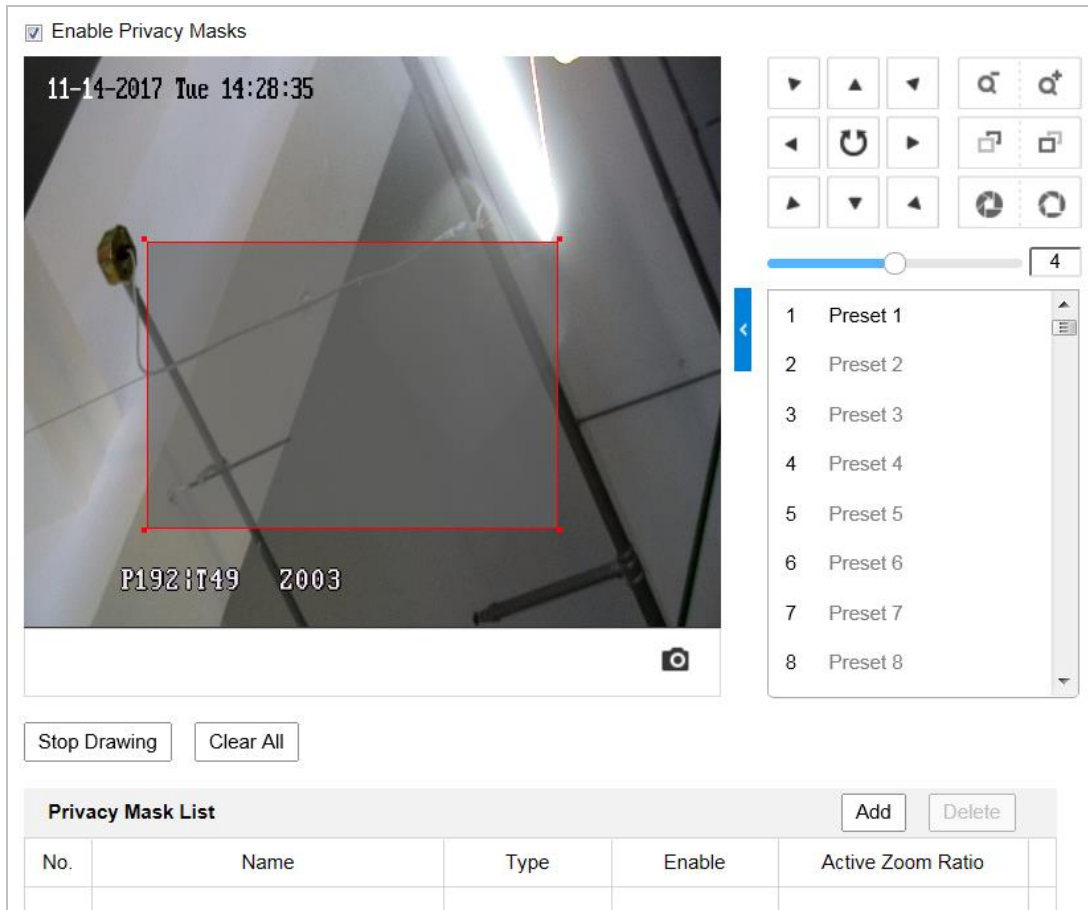 Enable Privacy Masks
11-14-2017 Tue 14:28:35
P192:T49 Z003
4
1 Preset 1
2 Preset 2
3 Preset 3
4 Preset 4
5 Preset 5
6 Preset 6
7 Preset 7
8 Preset 8
Stop Drawing Clear All
Privacy Mask List Add Delete
No. Name Type Enable Active Zoom Ratio